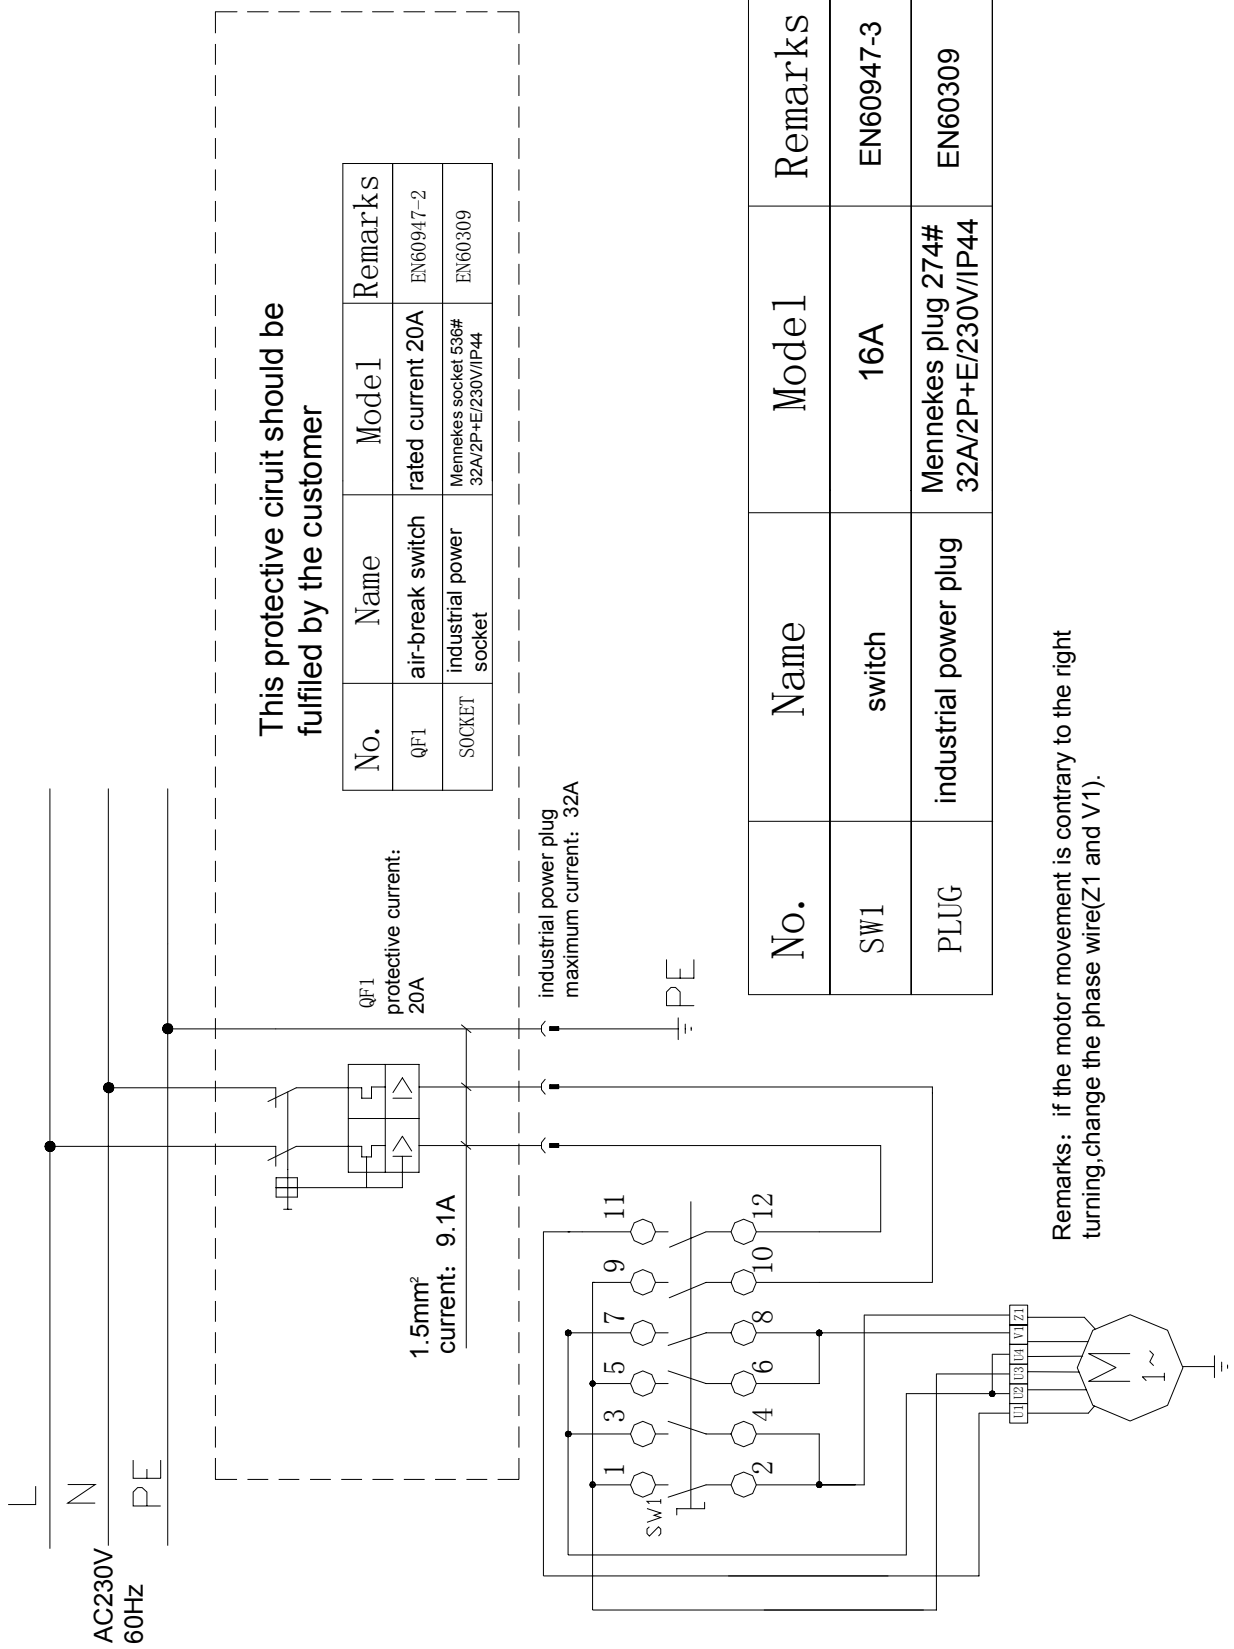 L
N
PE
AC230V
60Hz
This protective ciruit should be
fulfiled by the customer
No. Name Model Remarks
QF1 air-break switch rated current 20A EN60947-2
SOCKET industrial power socket Mennekes socket 536# 32A/2P+E/230V/IP44 EN60309
QF1
protective current:
20A
1.5mm²
current: 9.1A
industrial power plug
maximum current: 32A
PE
SW1
1 3 5 7 9 11
2 4 6 8 10 12
U1 U2 U3 U4 V1 Z1
M
1~
No. Name Model Remarks
SW1 switch 16A EN60947-3
PLUG industrial power plug Mennekes plug 274# 32A/2P+E/230V/IP44 EN60309
Remarks: if the motor movement is contrary to the right
turning,change the phase wire(Z1 and V1).